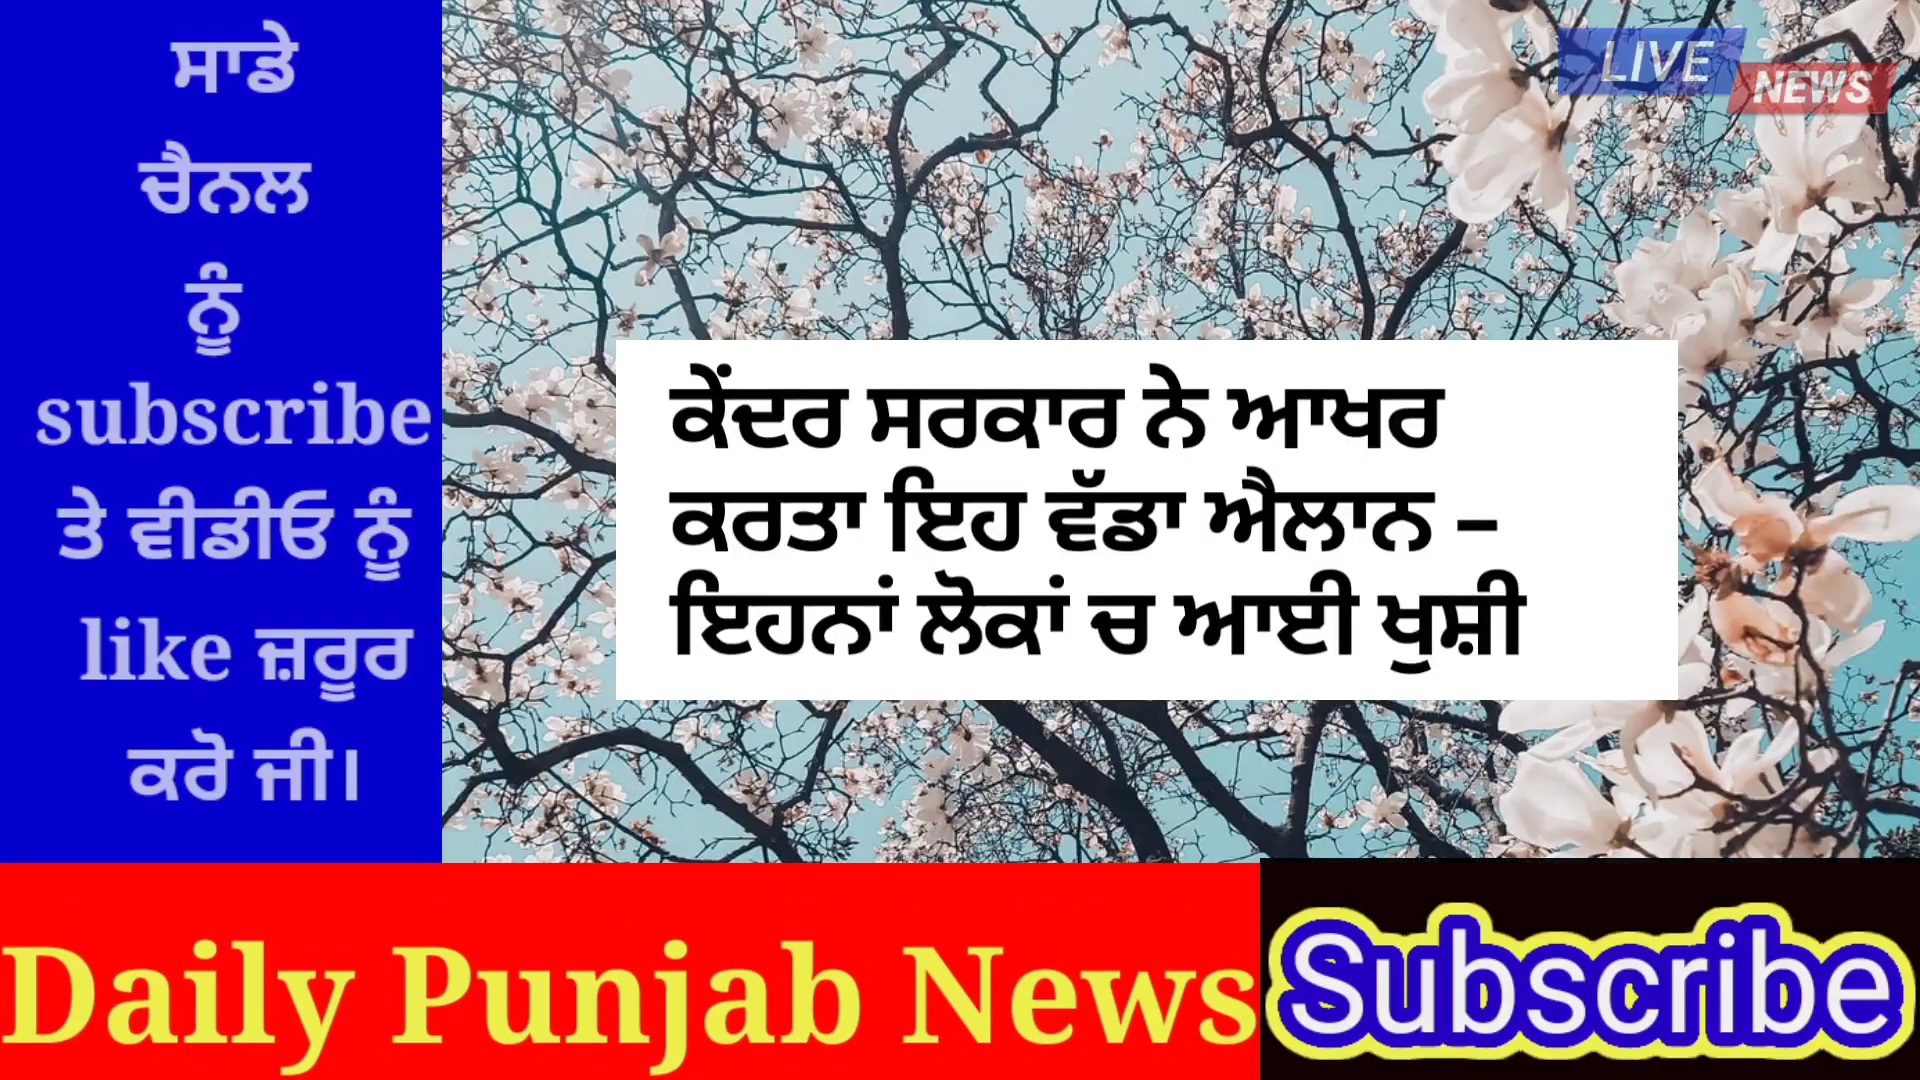 ਸਾਡੇ
ਚੈਨਲ
ਨੂੰ
subscribe
ਤੇ ਵੀਡੀਓ ਨੂੰ
like ਜ਼ਰੂਰ
ਕਰੋ ਜੀ।
LIVE
NEWS
ਕੇਂਦਰ ਸਰਕਾਰ ਨੇ ਆਖਰ
ਕਰਤਾ ਇਹ ਵੱਡਾ ਐਲਾਨ –
ਇਹਨਾਂ ਲੋਕਾਂ ਚ ਆਈ ਖੁਸ਼ੀ
Daily Punjab News
Subscribe